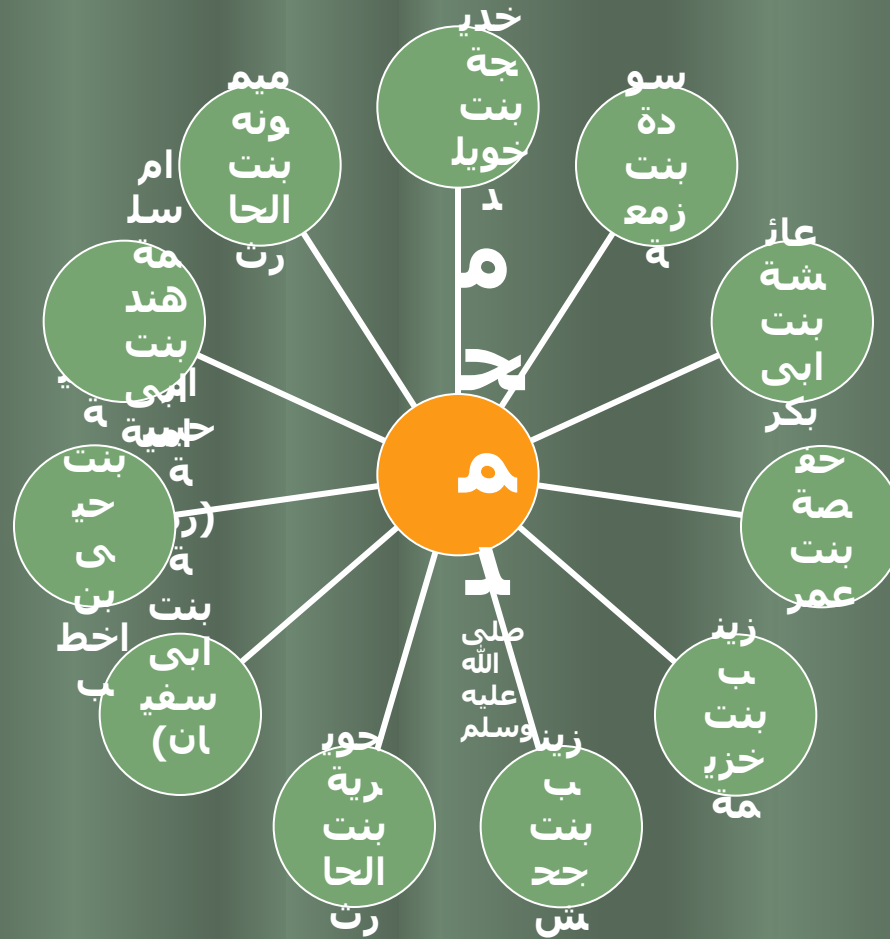 خديجة بنت خويلد
سودة بنت زمعة
عائشة بنت ابى بكر
حفصة بنت عمر
زينب بنت خزيمة
زينب بنت جحش
جويرية بنت الحارث
بنت ابى سفيان)
بنت حيى بن اخطب
ام سلمة هند بنت ابى امية
ميمونه بنت الحارث
محمد
صلى الله عليه وسلم